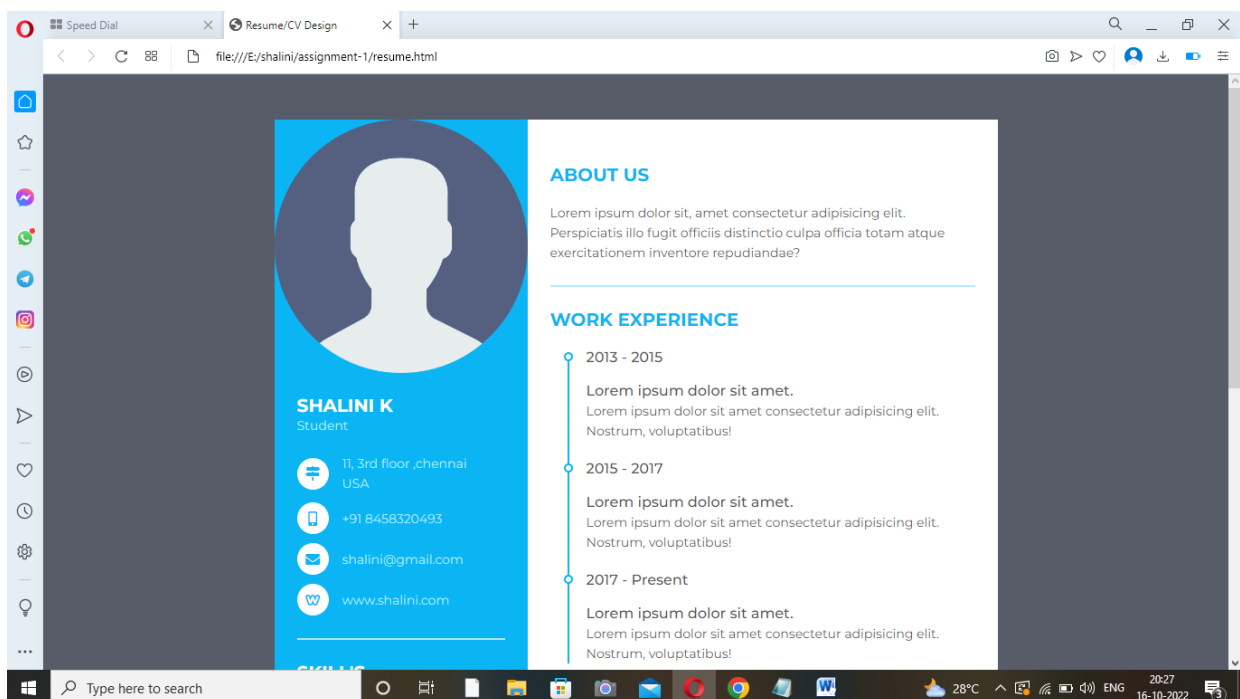 Speed Dial
Resume/CV Design
file:///E:/shalini/assignment-1/resume.html
SHALINI K
Student
11, 3rd floor ,chennai
USA
+91 8458320493
shalini@gmail.com
www.shalini.com
SKILL'S
ABOUT US
Lorem ipsum dolor sit, amet consectetur adipisicing elit.
Perspiciatis illo fugit officiis distinctio culpa officia totam atque
exercitationem inventore repudiandae?
WORK EXPERIENCE
2013 - 2015
Lorem ipsum dolor sit amet.
Lorem ipsum dolor sit amet consectetur adipisicing elit.
Nostrum, voluptatibus!
2015 - 2017
Lorem ipsum dolor sit amet.
Lorem ipsum dolor sit amet consectetur adipisicing elit.
Nostrum, voluptatibus!
2017 - Present
Lorem ipsum dolor sit amet.
Lorem ipsum dolor sit amet consectetur adipisicing elit.
Nostrum, voluptatibus!
Type here to search
28°C
ENG
20:27
16-10-2022
3